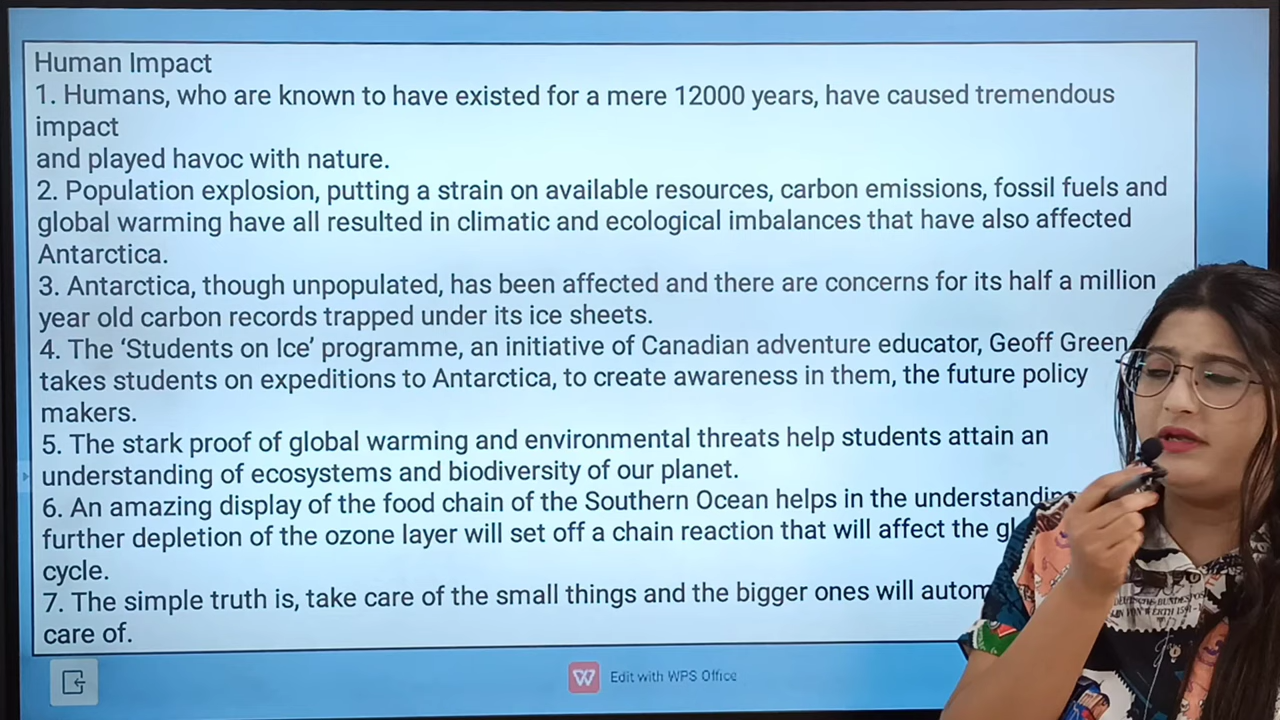 Human Impact
1. Humans, who are known to have existed for a mere 12000 years, have caused tremendous
impact
and played havoc with nature.
2. Population explosion, putting a strain on available resources, carbon emissions, fossil fuels and
global warming have all resulted in climatic and ecological imbalances that have also affected
Antarctica.
3. Antarctica, though unpopulated, has been affected and there are concerns for its half a million
year old carbon records trapped under its ice sheets.
4. The ‘Students on Ice’ programme, an initiative of Canadian adventure educator, Geoff Green
takes students on expeditions to Antarctica, to create awareness in them, the future policy
makers.
5. The stark proof of global warming and environmental threats help students attain an
understanding of ecosystems and biodiversity of our planet.
6. An amazing display of the food chain of the Southern Ocean helps in the
further depletion of the ozone layer will set off a chain reaction that will affect the
cycle.
7. The simple truth is, take care of the small things and the bigger ones will
care of.
Edit with WPS Office